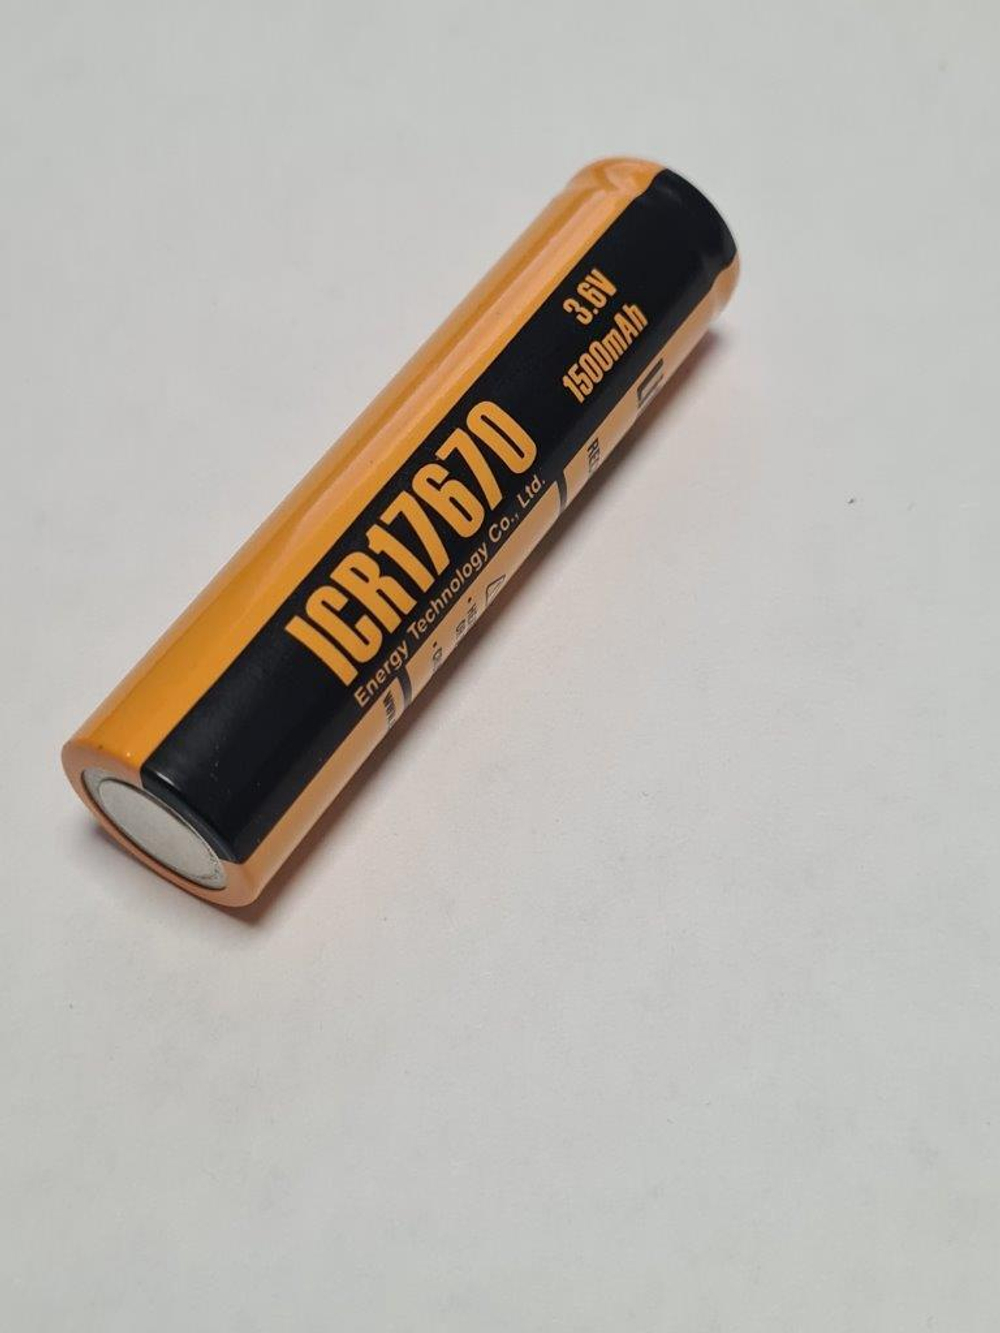 ICR17670
3.6V
1500mAh
Energy Technology Co., Ltd.